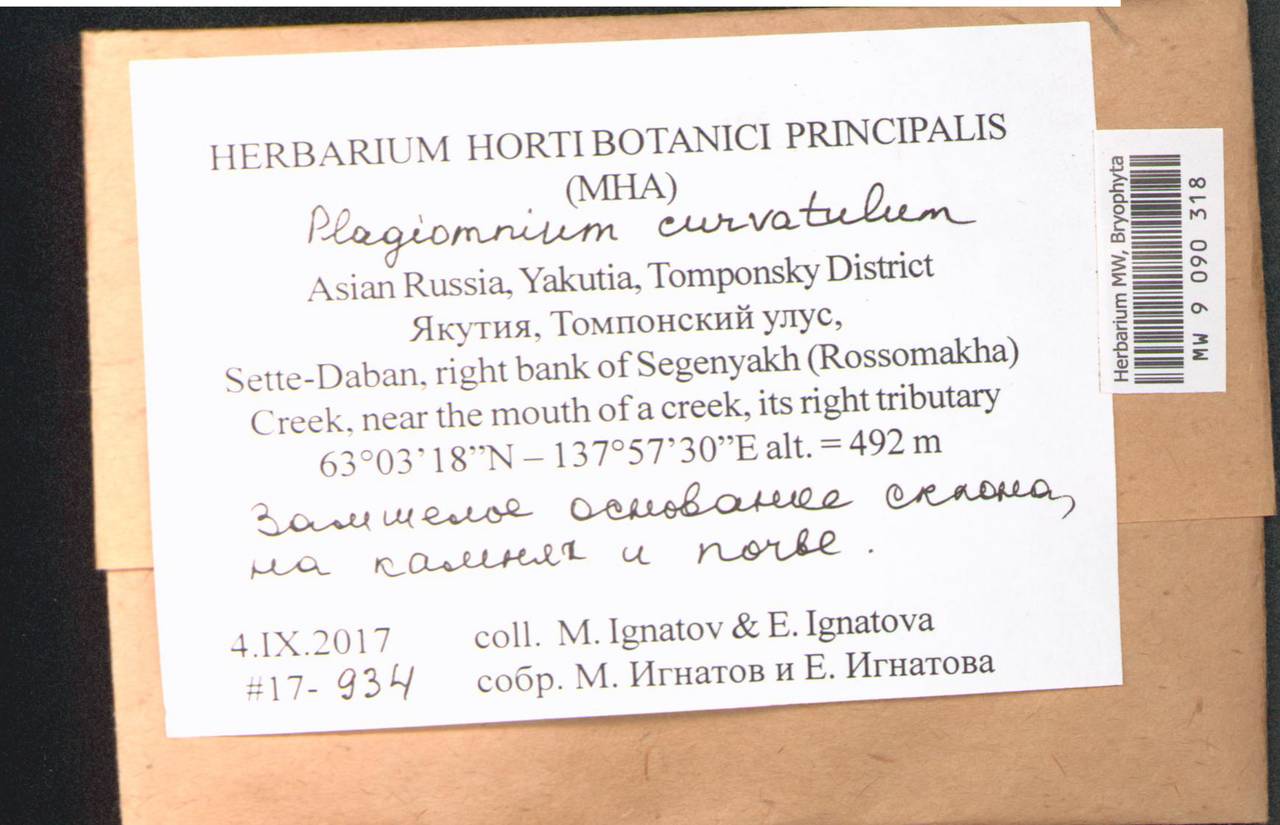 HERBARIUM HORTI BOTANICI PRINCIPALIS
(MHA)
Plagiomnium curvatulum
Asian Russia, Yakutia, Tomponsky District
Якутия, Томпонский улус,
Sette-Daban, right bank of Segenyakh (Rossomakha)
Creek, near the mouth of a creek, its right tributary
63°03’18”N – 137°57’30”E alt. = 492 m
Замшелое основание склона,
на камнях и почве.
4.IX.2017 coll. M. Ignatov & E. Ignatova
#17- 934 собр. М. Игнатов и Е. Игнатова
Herbarium MW, Bryophyta
MW 9 090 318